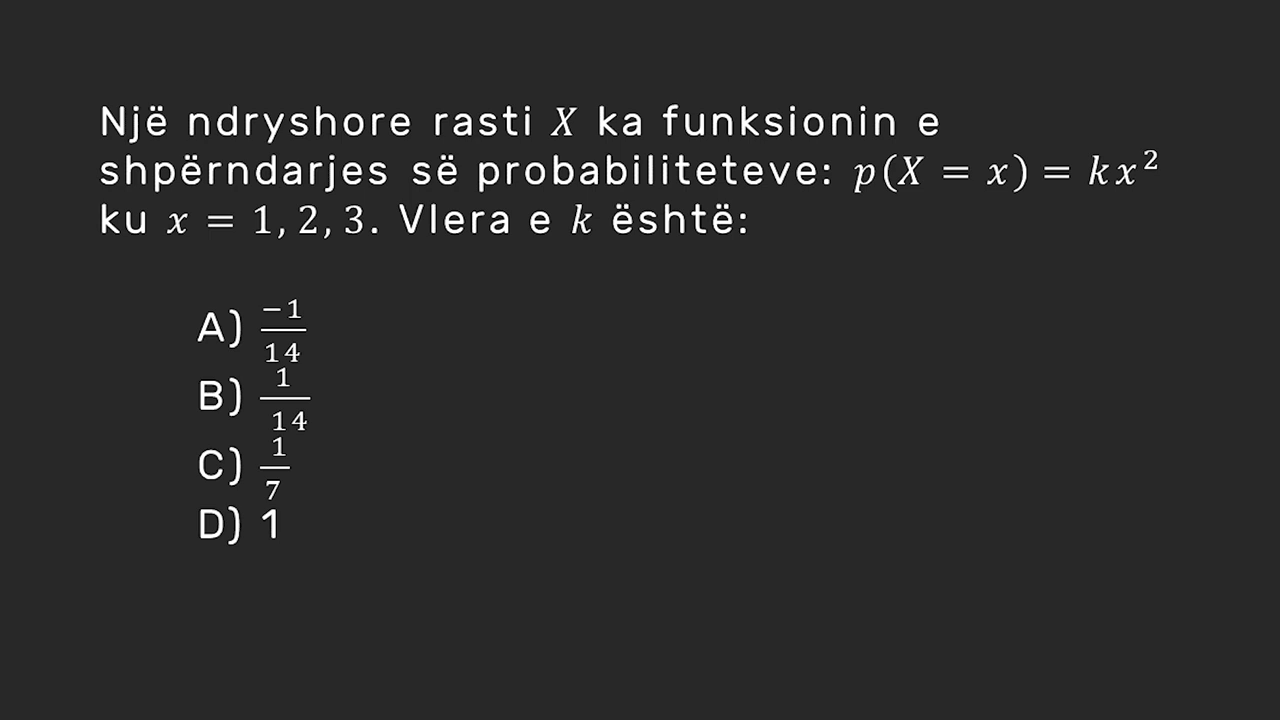 Një ndryshore rasti X ka funksionin e
shpërndarjes së probabiliteteve: p(X = x) = kx²
ku x = 1, 2, 3. Vlera e k është:
A) −1/14
B) 1/14
C) 1/7
D) 1